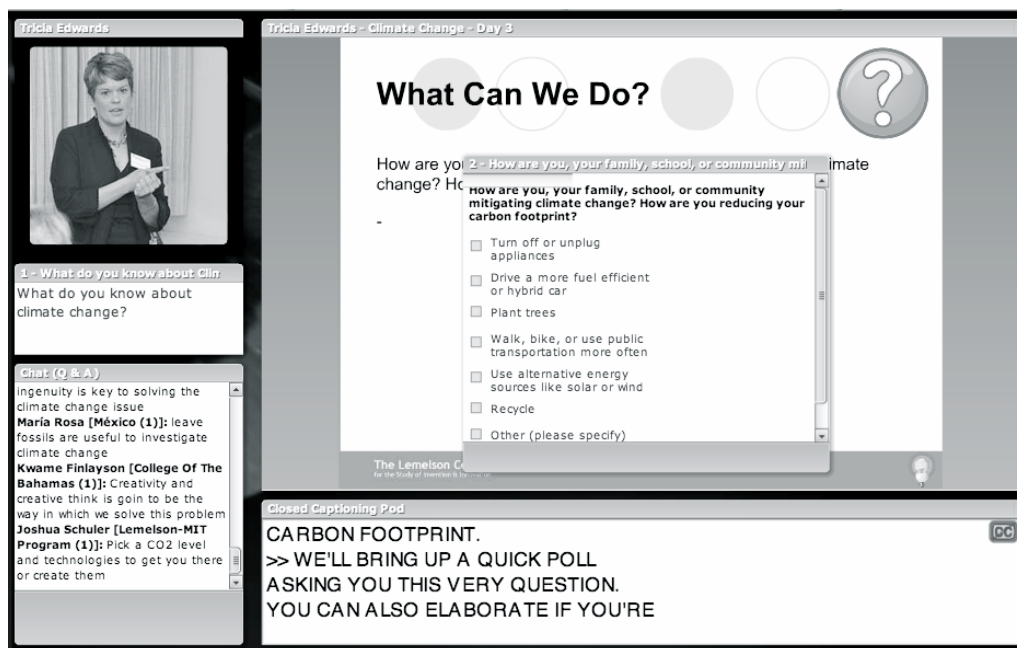 Tricia Edwards
1 - What do you know about Clim
What do you know about
climate change?
Chat (Q & A)
ingenuity is key to solving the
climate change issue
María Rosa [México (1)]: leave
fossils are useful to investigate
climate change
Kwame Finlayson [College Of The
Bahamas (1)]: Creativity and
creative think is goin to be the
way in which we solve this problem
Joshua Schuler [Lemelson-MIT
Program (1)]: Pick a CO2 level
and technologies to get you there
or create them
Tricia Edwards - Climate Change - Day 3
What Can We Do?
How are you
imate
change? Ho
-
2 - How are you, your family, school, or community mi
How are you, your family, school, or community
mitigating climate change? How are you reducing your
carbon footprint?
Turn off or unplug
appliances
Drive a more fuel efficient
or hybrid car
Plant trees
Walk, bike, or use public
transportation more often
Use alternative energy
sources like solar or wind
Recycle
Other (please specify)
The Lemelson Ce
for the Study of Invention &
Closed Captioning Pod
CC
CARBON FOOTPRINT.
>> WE'LL BRING UP A QUICK POLL
ASKING YOU THIS VERY QUESTION.
YOU CAN ALSO ELABORATE IF YOU'RE